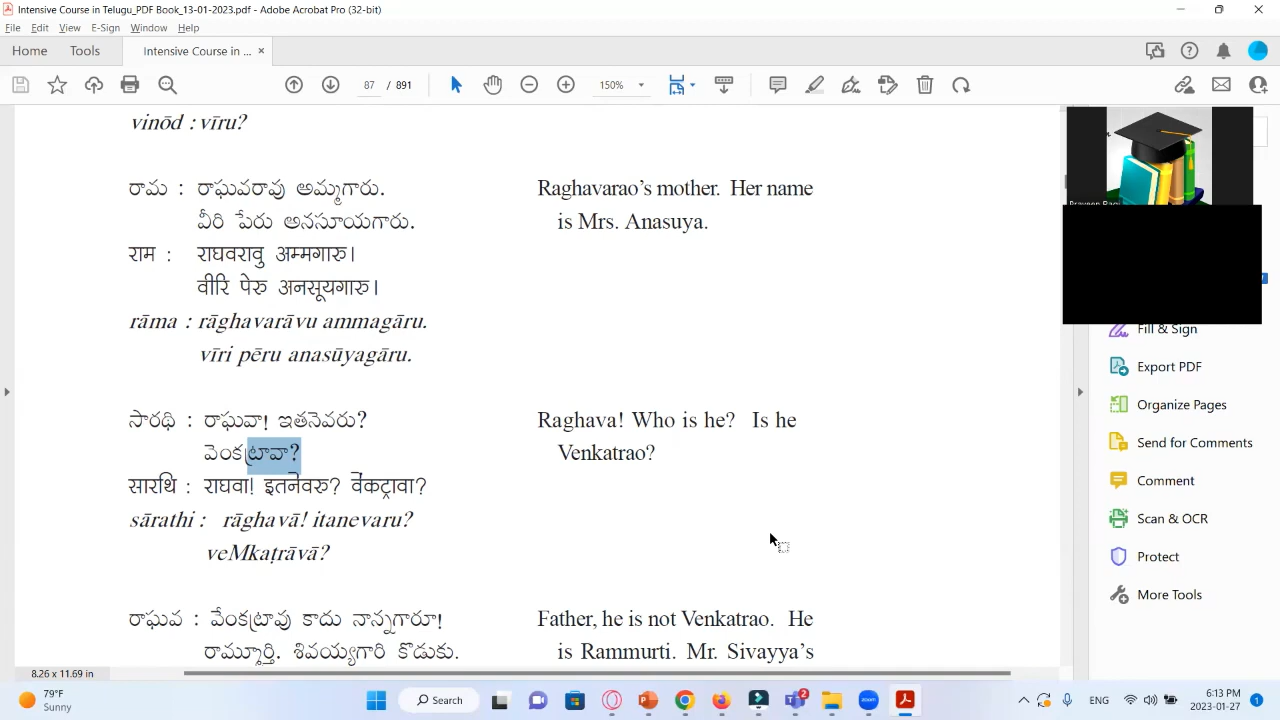 Intensive Course in Telugu_PDF Book_13-01-2023.pdf - Adobe Acrobat Pro (32-bit)
File Edit View E-Sign Window Help
Home Tools Intensive Course in ... ×
87 / 891 150%
vinōd : vīru?
రామ : రాఘవరావు అమ్మగారు.
వీరి పేరు అనసూయగారు.
Raghavarao's mother. Her name
is Mrs. Anasuya.
राम : राघवरावु अम्मगारु।
वीरि पेरु अनसूयगारु।
rāma : rāghavarāvu ammagāru.
vīri pēru anasūyagāru.
సారథి : రాఘవా! ఇతనెవరు?
వెంకట్రావా?
Raghava! Who is he? Is he
Venkatrao?
सारथि : राघवा! इतनॆवरु? वॆंकट्रावा?
sārathi : rāghavā! itanevaru?
veMkaṭrāvā?
రాఘవ : వేంకట్రావు కాదు నాన్నగారూ!
రామ్మూర్తి. శివయ్యగారి కొడుకు.
Father, he is not Venkatrao. He
is Rammurti. Mr. Sivayya's
Fill & Sign
Export PDF
Organize Pages
Send for Comments
Comment
Scan & OCR
Protect
More Tools
8.26 x 11.69 in
79°F
Sunny
Search
2
ENG
6:13 PM
2023-01-27
1